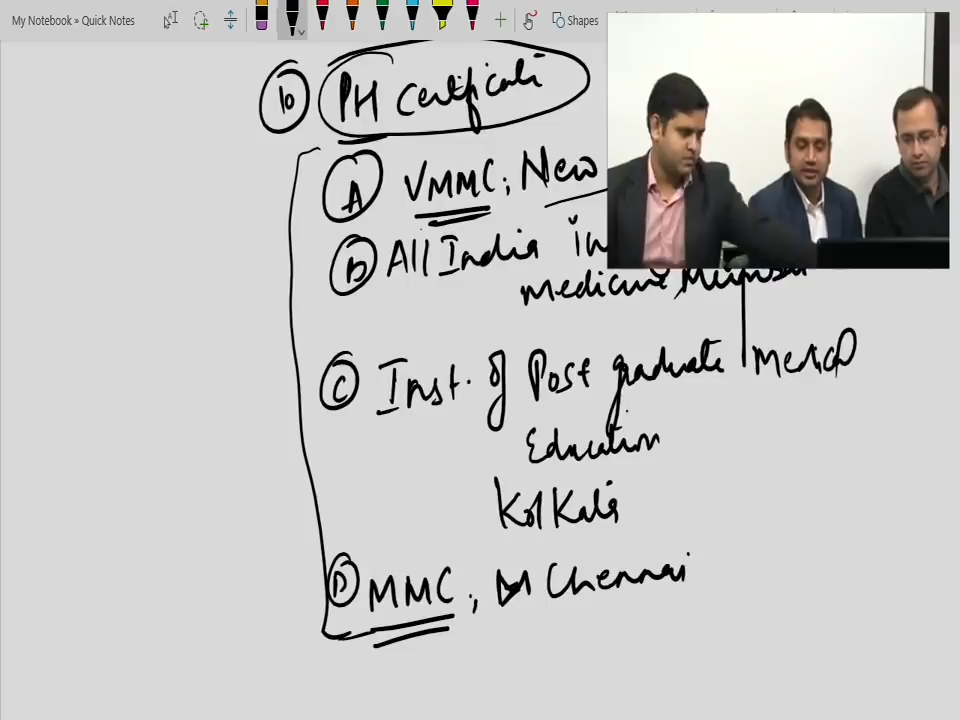 My Notebook » Quick Notes Shapes
b PH Certificate
A VMMC; New
B All India in
medicine, Mumbai
C Inst. of Post graduate Medical
Education
Kolkata
D MMC, Chennai